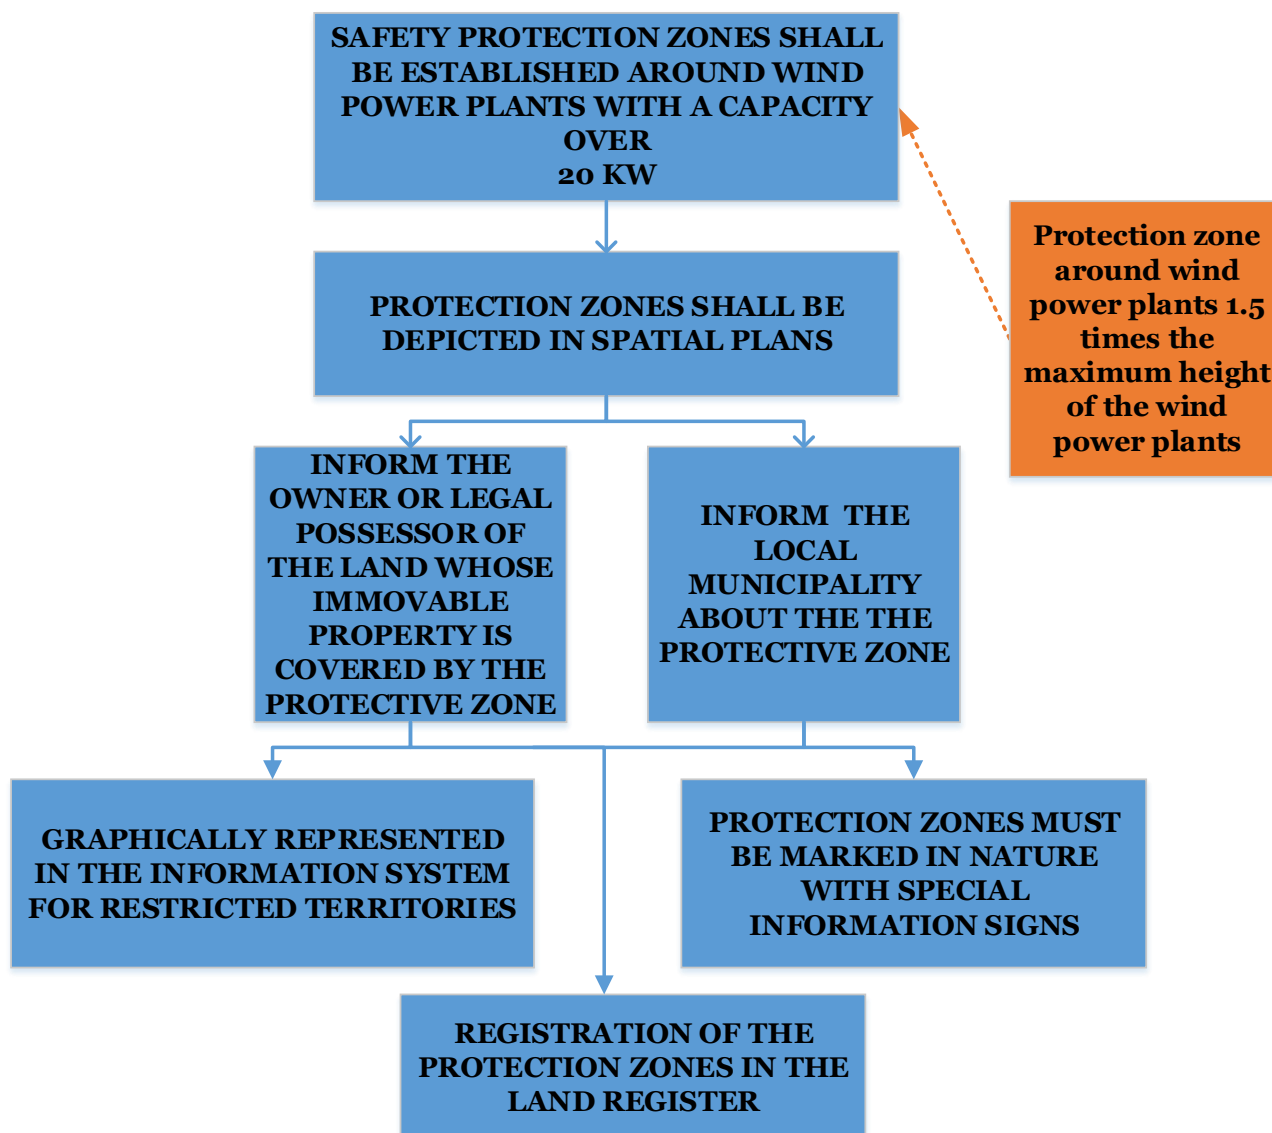 SAFETY PROTECTION ZONES SHALL
BE ESTABLISHED AROUND WIND
POWER PLANTS WITH A CAPACITY
OVER
20 KW
Protection zone
around wind
power plants 1.5
times the
maximum height
of the wind
power plants
PROTECTION ZONES SHALL BE
DEPICTED IN SPATIAL PLANS
INFORM THE
OWNER OR LEGAL
POSSESSOR OF
THE LAND WHOSE
IMMOVABLE
PROPERTY IS
COVERED BY THE
PROTECTIVE ZONE
INFORM THE
LOCAL
MUNICIPALITY
ABOUT THE THE
PROTECTIVE ZONE
GRAPHICALLY REPRESENTED
IN THE INFORMATION SYSTEM
FOR RESTRICTED TERRITORIES
PROTECTION ZONES MUST
BE MARKED IN NATURE
WITH SPECIAL
INFORMATION SIGNS
REGISTRATION OF THE
PROTECTION ZONES IN THE
LAND REGISTER